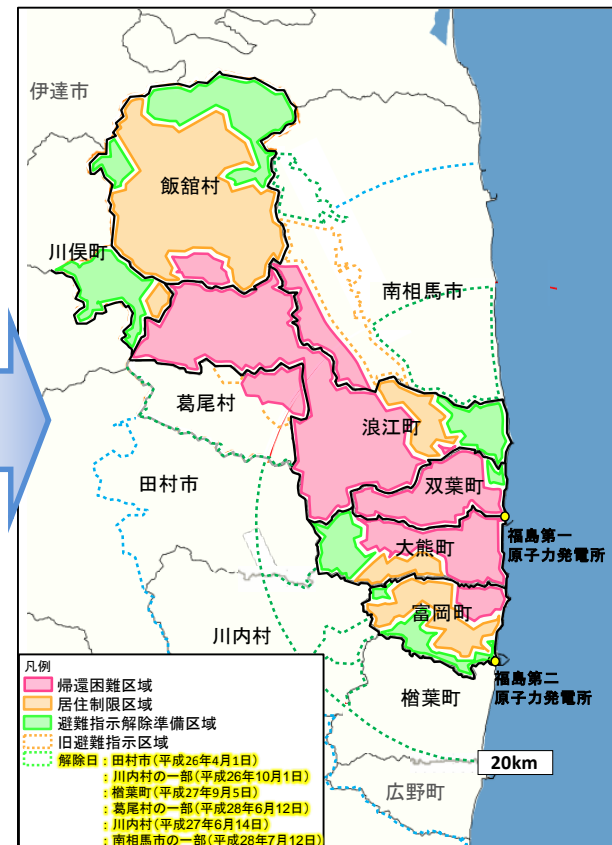 伊達市
飯舘村
川俣町
南相馬市
葛尾村
浪江町
田村市
双葉町
福島第一
原子力発電所
大熊町
富岡町
川内村
福島第二
原子力発電所
楢葉町
20km
広野町
凡例
帰還困難区域
居住制限区域
避難指示解除準備区域
旧避難指示区域
解除日：田村市(平成26年4月1日)
：川内村の一部(平成26年10月1日)
：楢葉町(平成27年9月5日)
：葛尾村の一部(平成28年6月12日)
：川内村(平成27年6月14日)
：南相馬市の一部(平成28年7月12日)